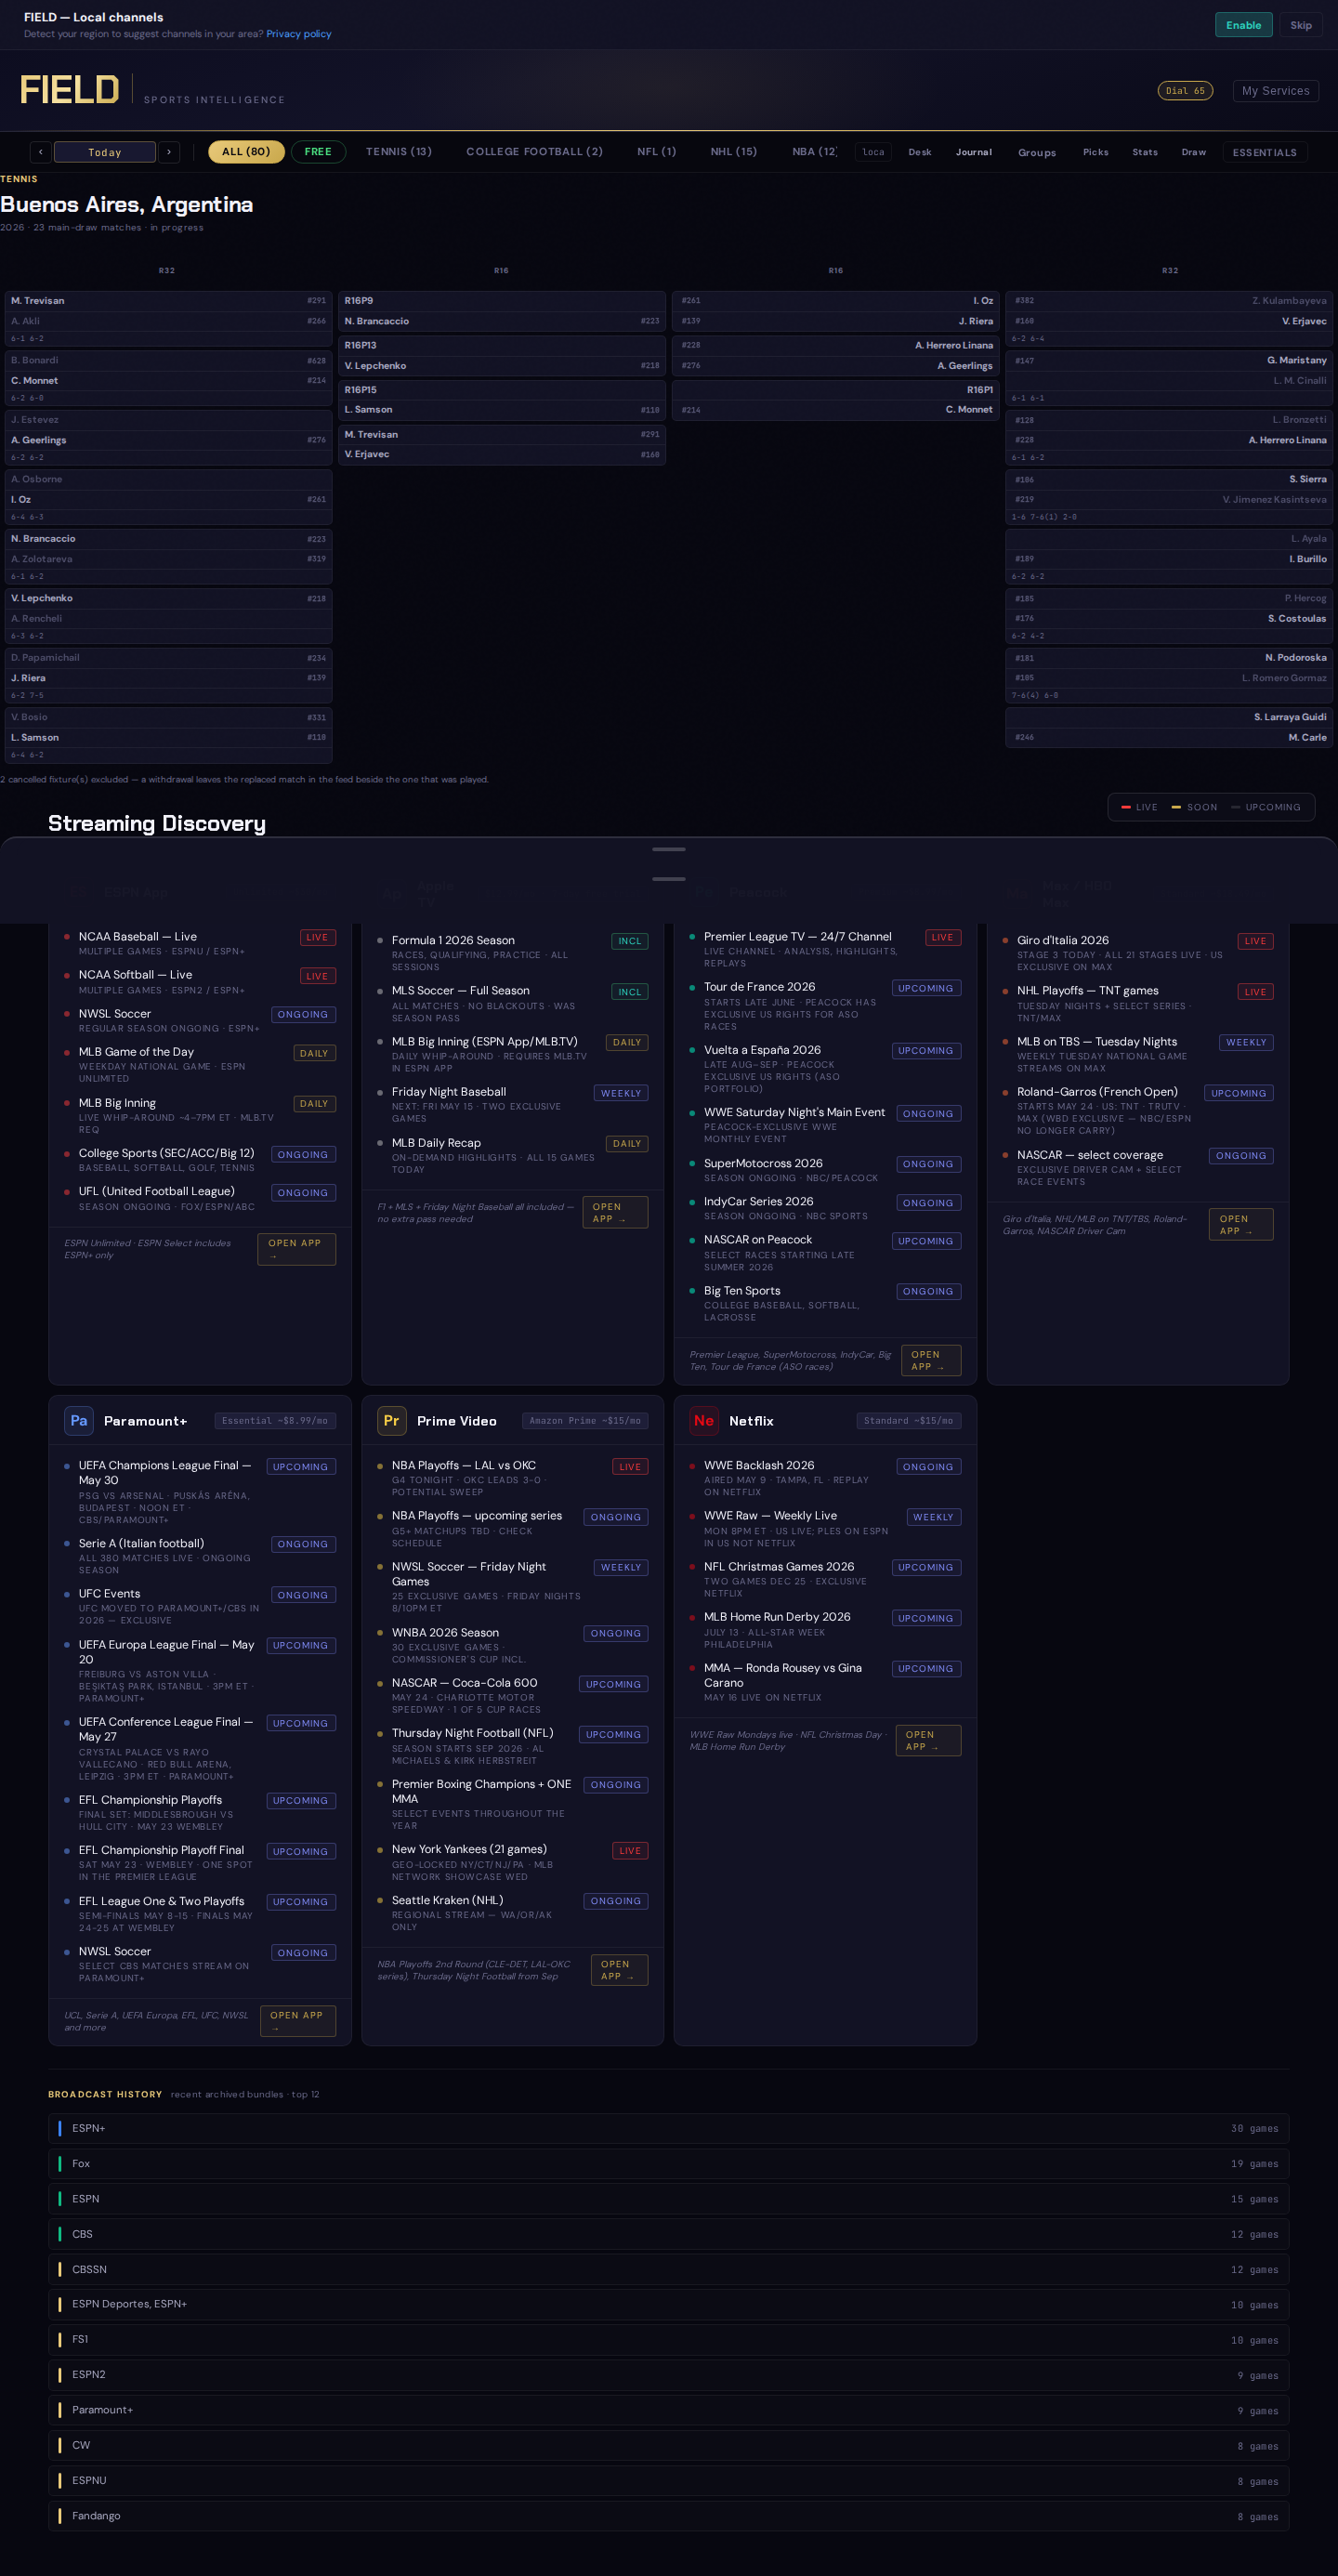 FIELD — Local channels
Detect your region to suggest channels in your area? Privacy policy
Enable
Skip
FIELD
SPORTS INTELLIGENCE
Dial 65
My Services
‹
Today
›
ALL (80)
FREE
TENNIS (13)
COLLEGE FOOTBALL (2)
NFL (1)
NHL (15)
NBA (12)
loca
Desk
Journal
Groups
Picks
Stats
Draw
ESSENTIALS
TENNIS
Buenos Aires, Argentina
2026 · 23 main-draw matches · in progress
R32
M. Trevisan #291
A. Akli #266
6-1 6-2
B. Bonardi #628
C. Monnet #214
6-2 6-0
J. Estevez
A. Geerlings #276
6-2 6-2
A. Osborne
I. Oz #261
6-4 6-3
N. Brancaccio #223
A. Zolotareva #319
6-1 6-2
V. Lepchenko #218
A. Rencheli
6-3 6-2
D. Papamichail #234
J. Riera #139
6-2 7-5
V. Bosio #331
L. Samson #110
6-4 6-2
R16
R16P9
N. Brancaccio #223
R16P13
V. Lepchenko #218
R16P15
L. Samson #110
M. Trevisan #291
V. Erjavec #160
R16
#261 I. Oz
#139 J. Riera
#228 A. Herrero Linana
#276 A. Geerlings
R16P1
#214 C. Monnet
R32
#382 Z. Kulambayeva
#160 V. Erjavec
6-2 6-4
#147 G. Maristany
L. M. Cinalli
6-1 6-1
#128 L. Bronzetti
#228 A. Herrero Linana
6-1 6-2
#106 S. Sierra
#219 V. Jimenez Kasintseva
1-6 7-6(1) 2-0
L. Ayala
#189 I. Burillo
6-2 6-2
#185 P. Hercog
#176 S. Costoulas
6-2 4-2
#181 N. Podoroska
#105 L. Romero Gormaz
7-6(4) 6-0
S. Larraya Guidi
#246 M. Carle
2 cancelled fixture(s) excluded — a withdrawal leaves the replaced match in the feed beside the one that was played.
LIVE
SOON
UPCOMING
Streaming Discovery
ESPN App
NCAA Baseball — Live
LIVE
MULTIPLE GAMES · ESPNU / ESPN+
NCAA Softball — Live
LIVE
MULTIPLE GAMES · ESPN2 / ESPN+
NWSL Soccer
ONGOING
REGULAR SEASON ONGOING · ESPN+
MLB Game of the Day
DAILY
WEEKDAY NATIONAL GAME · ESPN
UNLIMITED
MLB Big Inning
DAILY
LIVE WHIP-AROUND ~4–7PM ET · MLB.TV
REQ
College Sports (SEC/ACC/Big 12)
ONGOING
BASEBALL, SOFTBALL, GOLF, TENNIS
UFL (United Football League)
ONGOING
SEASON ONGOING · FOX/ESPN/ABC
ESPN Unlimited · ESPN Select includes
ESPN+ only
OPEN APP
→
Ap
Apple
TV
Formula 1 2026 Season
INCL
RACES, QUALIFYING, PRACTICE · ALL
SESSIONS
MLS Soccer — Full Season
INCL
ALL MATCHES · NO BLACKOUTS · WAS
SEASON PASS
MLB Big Inning (ESPN App/MLB.TV)
DAILY
DAILY WHIP-AROUND · REQUIRES MLB.TV
IN ESPN APP
Friday Night Baseball
WEEKLY
NEXT: FRI MAY 15 · TWO EXCLUSIVE
GAMES
MLB Daily Recap
DAILY
ON-DEMAND HIGHLIGHTS · ALL 15 GAMES
TODAY
F1 + MLS + Friday Night Baseball all included —
no extra pass needed
OPEN
APP →
Peacock
Premier League TV — 24/7 Channel
LIVE
LIVE CHANNEL · ANALYSIS, HIGHLIGHTS,
REPLAYS
Tour de France 2026
UPCOMING
STARTS LATE JUNE · PEACOCK HAS
EXCLUSIVE US RIGHTS FOR ASO
RACES
Vuelta a España 2026
UPCOMING
LATE AUG–SEP · PEACOCK
EXCLUSIVE US RIGHTS (ASO
PORTFOLIO)
WWE Saturday Night's Main Event
ONGOING
PEACOCK-EXCLUSIVE WWE
MONTHLY EVENT
SuperMotocross 2026
ONGOING
SEASON ONGOING · NBC/PEACOCK
IndyCar Series 2026
ONGOING
SEASON ONGOING · NBC SPORTS
NASCAR on Peacock
UPCOMING
SELECT RACES STARTING LATE
SUMMER 2026
Big Ten Sports
ONGOING
COLLEGE BASEBALL, SOFTBALL,
LACROSSE
Premier League, SuperMotocross, IndyCar, Big
Ten, Tour de France (ASO races)
OPEN
APP →
Max / HBO
Max
Giro d'Italia 2026
LIVE
STAGE 3 TODAY · ALL 21 STAGES LIVE · US
EXCLUSIVE ON MAX
NHL Playoffs — TNT games
LIVE
TUESDAY NIGHTS + SELECT SERIES ·
TNT/MAX
MLB on TBS — Tuesday Nights
WEEKLY
WEEKLY TUESDAY NATIONAL GAME
STREAMS ON MAX
Roland-Garros (French Open)
UPCOMING
STARTS MAY 24 · US: TNT · TRUTV ·
MAX (WBD EXCLUSIVE — NBC/ESPN
NO LONGER CARRY)
NASCAR — select coverage
ONGOING
EXCLUSIVE DRIVER CAM + SELECT
RACE EVENTS
Giro d'Italia, NHL/MLB on TNT/TBS, Roland-
Garros, NASCAR Driver Cam
OPEN
APP →
Pa
Paramount+
Essential ~$8.99/mo
UEFA Champions League Final —
May 30
UPCOMING
PSG VS ARSENAL · PUSKÁS ARÉNA,
BUDAPEST · NOON ET ·
CBS/PARAMOUNT+
Serie A (Italian football)
ONGOING
ALL 380 MATCHES LIVE · ONGOING
SEASON
UFC Events
ONGOING
UFC MOVED TO PARAMOUNT+/CBS IN
2026 — EXCLUSIVE
UEFA Europa League Final — May
20
UPCOMING
FREIBURG VS ASTON VILLA ·
BEŞIKTAŞ PARK, ISTANBUL · 3PM ET ·
PARAMOUNT+
UEFA Conference League Final —
May 27
UPCOMING
CRYSTAL PALACE VS RAYO
VALLECANO · RED BULL ARENA,
LEIPZIG · 3PM ET · PARAMOUNT+
EFL Championship Playoffs
UPCOMING
FINAL SET: MIDDLESBROUGH VS
HULL CITY · MAY 23 WEMBLEY
EFL Championship Playoff Final
UPCOMING
SAT MAY 23 · WEMBLEY · ONE SPOT
IN THE PREMIER LEAGUE
EFL League One & Two Playoffs
UPCOMING
SEMI-FINALS MAY 8-15 · FINALS MAY
24-25 AT WEMBLEY
NWSL Soccer
ONGOING
SELECT CBS MATCHES STREAM ON
PARAMOUNT+
UCL, Serie A, UEFA Europa, EFL, UFC, NWSL
and more
OPEN APP
→
Pr
Prime Video
Amazon Prime ~$15/mo
NBA Playoffs — LAL vs OKC
LIVE
G4 TONIGHT · OKC LEADS 3-0 ·
POTENTIAL SWEEP
NBA Playoffs — upcoming series
ONGOING
G5+ MATCHUPS TBD · CHECK
SCHEDULE
NWSL Soccer — Friday Night
Games
WEEKLY
25 EXCLUSIVE GAMES · FRIDAY NIGHTS
8/10PM ET
WNBA 2026 Season
ONGOING
30 EXCLUSIVE GAMES ·
COMMISSIONER'S CUP INCL.
NASCAR — Coca-Cola 600
UPCOMING
MAY 24 · CHARLOTTE MOTOR
SPEEDWAY · 1 OF 5 CUP RACES
Thursday Night Football (NFL)
UPCOMING
SEASON STARTS SEP 2026 · AL
MICHAELS & KIRK HERBSTREIT
Premier Boxing Champions + ONE
MMA
ONGOING
SELECT EVENTS THROUGHOUT THE
YEAR
New York Yankees (21 games)
LIVE
GEO-LOCKED NY/CT/NJ/PA · MLB
NETWORK SHOWCASE WED
Seattle Kraken (NHL)
ONGOING
REGIONAL STREAM — WA/OR/AK
ONLY
NBA Playoffs 2nd Round (CLE-DET, LAL-OKC
series), Thursday Night Football from Sep
OPEN
APP →
Ne
Netflix
Standard ~$15/mo
WWE Backlash 2026
ONGOING
AIRED MAY 9 · TAMPA, FL · REPLAY
ON NETFLIX
WWE Raw — Weekly Live
WEEKLY
MON 8PM ET · US LIVE; PLES ON ESPN
IN US NOT NETFLIX
NFL Christmas Games 2026
UPCOMING
TWO GAMES DEC 25 · EXCLUSIVE
NETFLIX
MLB Home Run Derby 2026
UPCOMING
JULY 13 · ALL-STAR WEEK
PHILADELPHIA
MMA — Ronda Rousey vs Gina
Carano
UPCOMING
MAY 16 LIVE ON NETFLIX
WWE Raw Mondays live · NFL Christmas Day ·
MLB Home Run Derby
OPEN
APP →
BROADCAST HISTORY recent archived bundles · top 12
ESPN+ 30 games
Fox 19 games
ESPN 15 games
CBS 12 games
CBSSN 12 games
ESPN Deportes, ESPN+ 10 games
FS1 10 games
ESPN2 9 games
Paramount+ 9 games
CW 8 games
ESPNU 8 games
Fandango 8 games